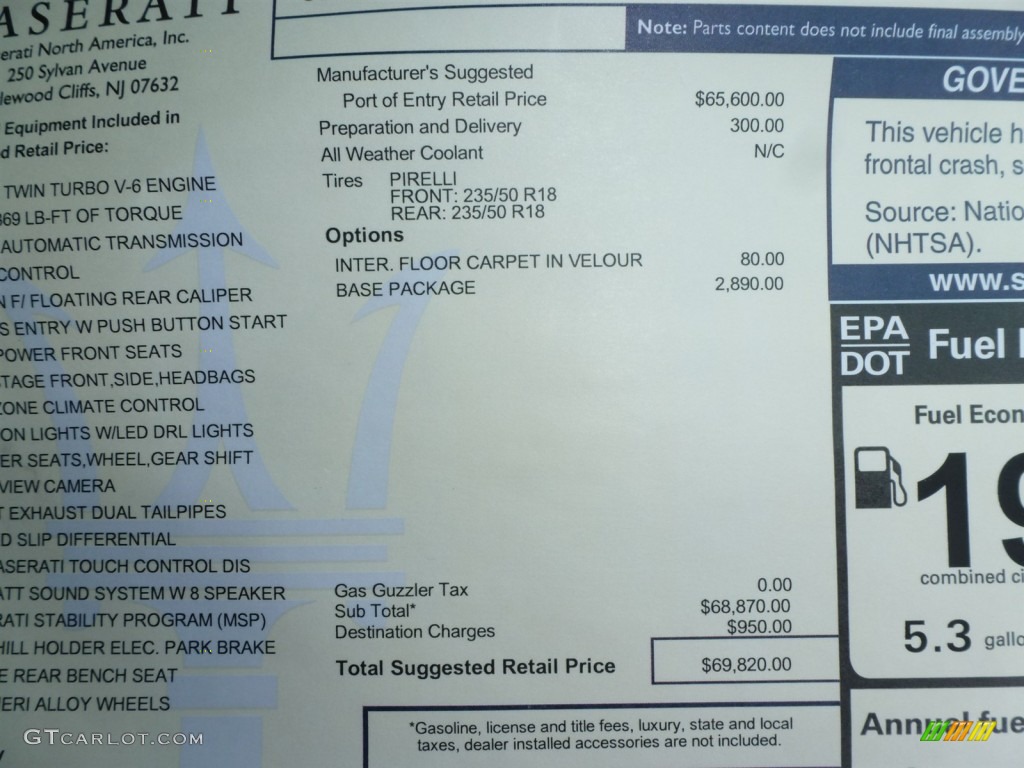 ASERATI
erati North America, Inc.
250 Sylvan Avenue
lewood Cliffs, NJ 07632
Equipment Included in
d Retail Price:
TWIN TURBO V-6 ENGINE
369 LB-FT OF TORQUE
AUTOMATIC TRANSMISSION
CONTROL
N F/ FLOATING REAR CALIPER
S ENTRY W PUSH BUTTON START
POWER FRONT SEATS
STAGE FRONT,SIDE,HEADBAGS
ZONE CLIMATE CONTROL
ON LIGHTS W/LED DRL LIGHTS
ER SEATS,WHEEL,GEAR SHIFT
VIEW CAMERA
T EXHAUST DUAL TAILPIPES
D SLIP DIFFERENTIAL
ASERATI TOUCH CONTROL DIS
ATT SOUND SYSTEM W 8 SPEAKER
RATI STABILITY PROGRAM (MSP)
HILL HOLDER ELEC. PARK BRAKE
E REAR BENCH SEAT
ERI ALLOY WHEELS
Manufacturer's Suggested
Port of Entry Retail Price $65,600.00
Preparation and Delivery 300.00
All Weather Coolant N/C
Tires PIRELLI
FRONT: 235/50 R18
REAR: 235/50 R18
Options
INTER. FLOOR CARPET IN VELOUR 80.00
BASE PACKAGE 2,890.00
Gas Guzzler Tax 0.00
Sub Total* $68,870.00
Destination Charges $950.00
Total Suggested Retail Price $69,820.00
*Gasoline, license and title fees, luxury, state and local
taxes, dealer installed accessories are not included.
Note: Parts content does not include final assembly
GOVE
This vehicle h
frontal crash, s
Source: Natio
(NHTSA).
www.s
EPA
DOT
Fuel
Fuel Econ
19
combined ci
5.3 gallo
Annual fue
GTCARLOT.COM